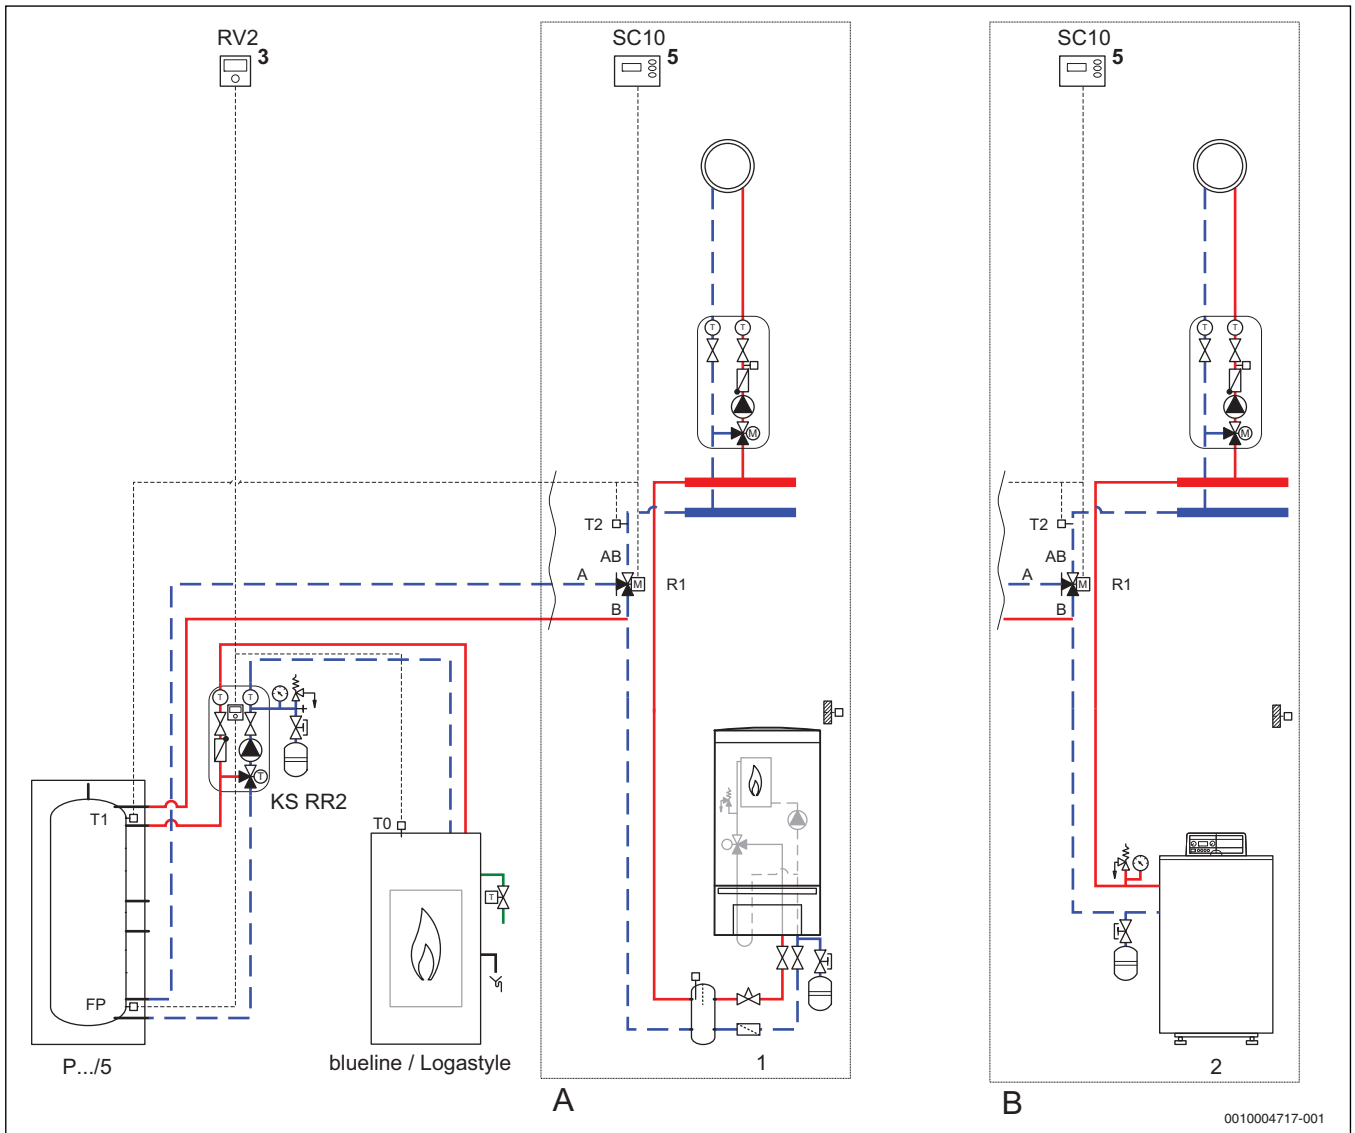 RV2
3
SC10
5
SC10
5
T
T
T
T
M
M
T2
AB
A
M
R1
B
T2
AB
A
M
R1
B
T
T
T
KS RR2
T1
T0
T
FP
P.../5
blueline / Logastyle
1
2
A
B
0010004717-001